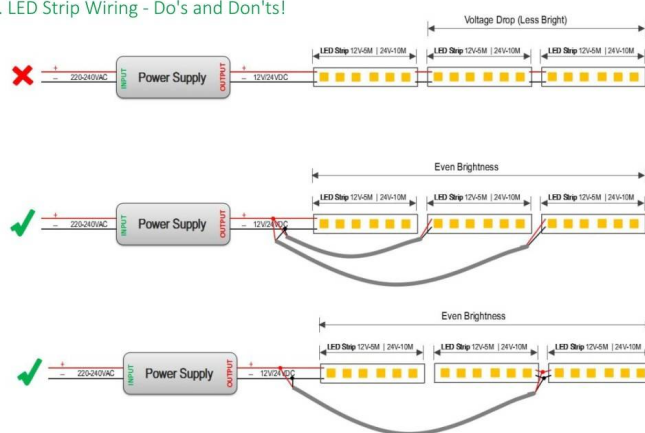 . LED Strip Wiring - Do's and Don'ts!
Voltage Drop (Less Bright)
LED Strip 12V-5M | 24V-10M
LED Strip 12V-5M | 24V-10M
LED Strip 12V-5M | 24V-10M
+
220-240VAC
–
INPUT
Power Supply
OUTPUT
+
12V/24VDC
–
Even Brightness
LED Strip 12V-5M | 24V-10M
LED Strip 12V-5M | 24V-10M
LED Strip 12V-5M | 24V-10M
+
220-240VAC
–
INPUT
Power Supply
OUTPUT
+
12V/24VDC
–
Even Brightness
LED Strip 12V-5M | 24V-10M
LED Strip 12V-5M | 24V-10M
LED Strip 12V-5M | 24V-10M
+
220-240VAC
–
INPUT
Power Supply
OUTPUT
+
12V/24VDC
–